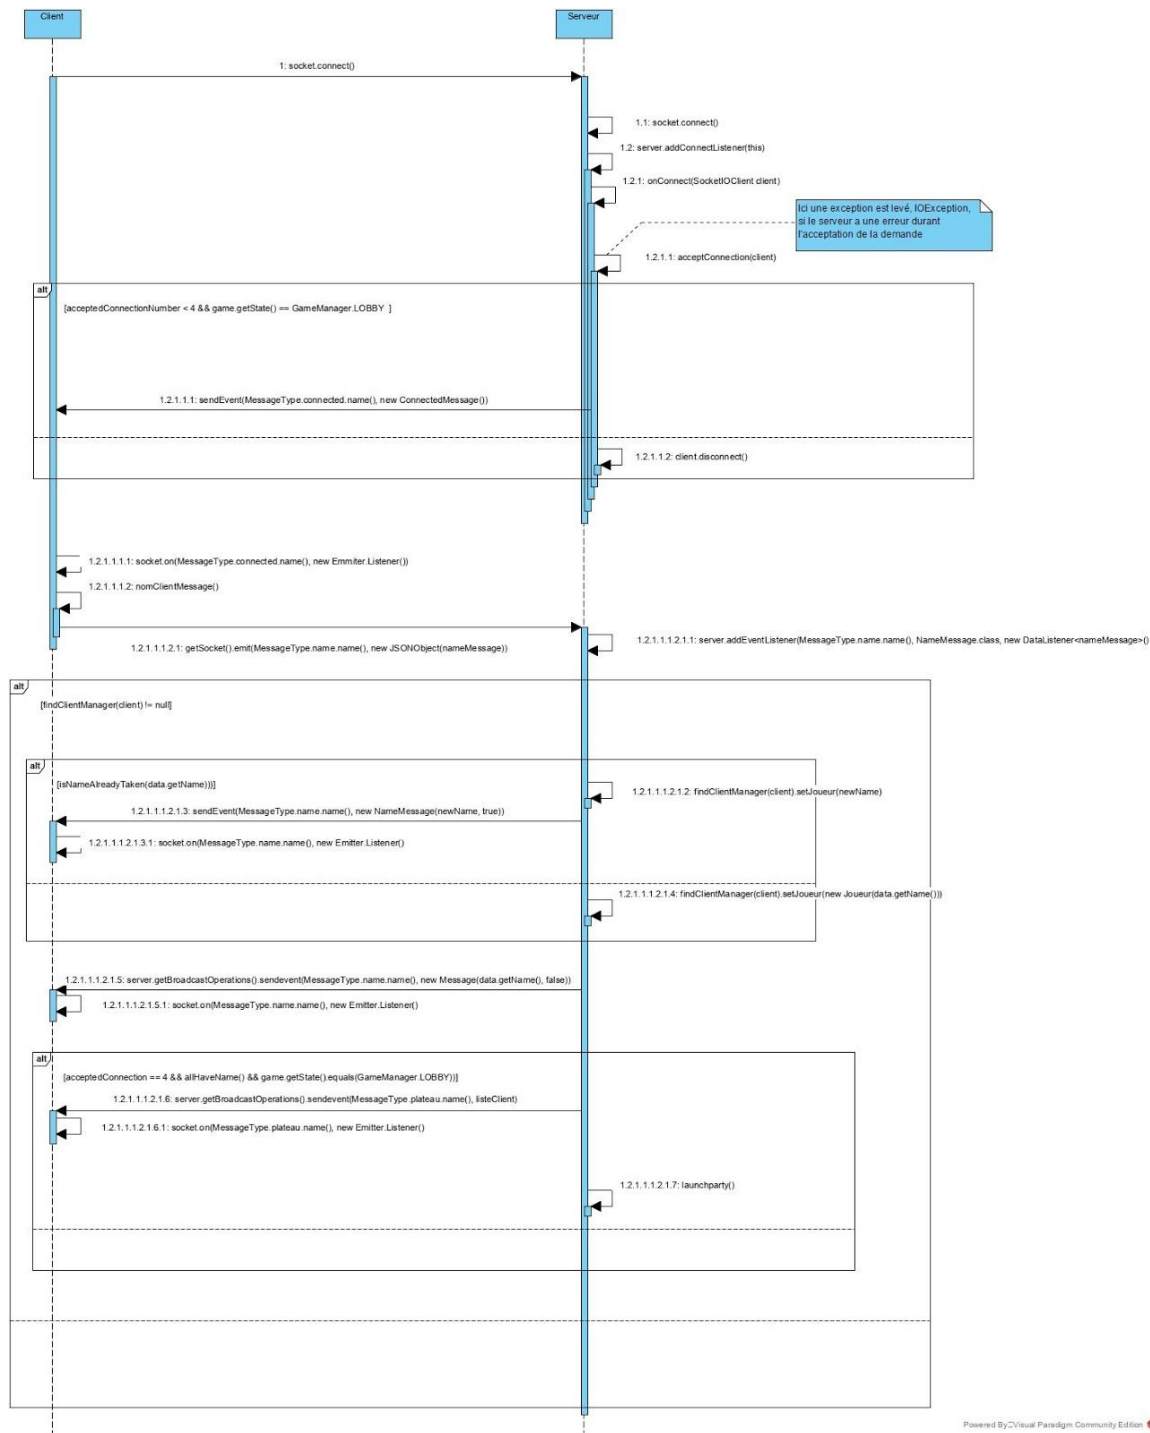 Client
Serveur
1: socket.connect()
1.1: socket.connect()
1.2: server.addConnectListener(this)
1.2.1: onConnect(SocketIOClient client)
Ici une exception est levé, IOException,
si le serveur a une erreur durant
l'acceptation de la demande
1.2.1.1: acceptConnection(client)
alt
[acceptedConnectionNumber < 4 && game.getState() == GameManager.LOBBY ]
1.2.1.1.1: sendEvent(MessageType.connected.name(), new ConnectedMessage())
1.2.1.1.2: client.disconnect()
1.2.1.1.1.1: socket.on(MessageType.connected.name(), new Emmiter.Listener())
1.2.1.1.1.2: nomClientMessage()
1.2.1.1.1.2.1.1: server.addEventListener(MessageType.name.name(), NameMessage.class, new DataListener<nameMessage>()
1.2.1.1.1.2.1: getSocket().emit(MessageType.name.name(), new JSONObject(nameMessage))
alt
[findClientManager(client) != null]
alt
[isNameAlreadyTaken(data.getName)))]
1.2.1.1.1.2.1.2: findClientManager(client).setJoueur(newName)
1.2.1.1.1.2.1.3: sendEvent(MessageType.name.name(), new NameMessage(newName, true))
1.2.1.1.1.2.1.3.1: socket.on(MessageType.name.name(), new Emitter.Listener()
1.2.1.1.1.2.1.4: findClientManager(client).setJoueur(new Joueur(data.getName()))
1.2.1.1.1.2.1.5: server.getBroadcastOperations().sendevent(MessageType.name.name(), new Message(data.getName(), false))
1.2.1.1.1.2.1.5.1: socket.on(MessageType.name.name(), new Emitter.Listener()
alt
[acceptedConnection == 4 && allHaveName() && game.getState().equals(GameManager.LOBBY))]
1.2.1.1.1.2.1.6: server.getBroadcastOperations().sendevent(MessageType.plateau.name(), listeClient)
1.2.1.1.1.2.1.6.1: socket.on(MessageType.plateau.name(), new Emitter.Listener()
1.2.1.1.1.2.1.7: launchparty()
Powered By Visual Paradigm Community Edition